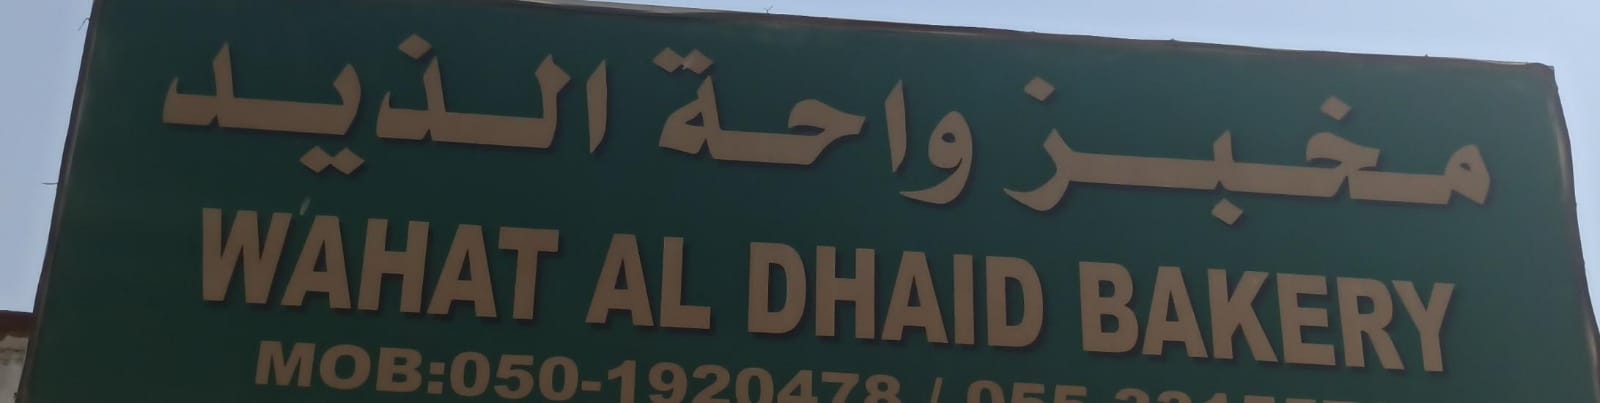 مخبز واحة الذيد
WAHAT AL DHAID BAKERY
MOB:050-1920478 /